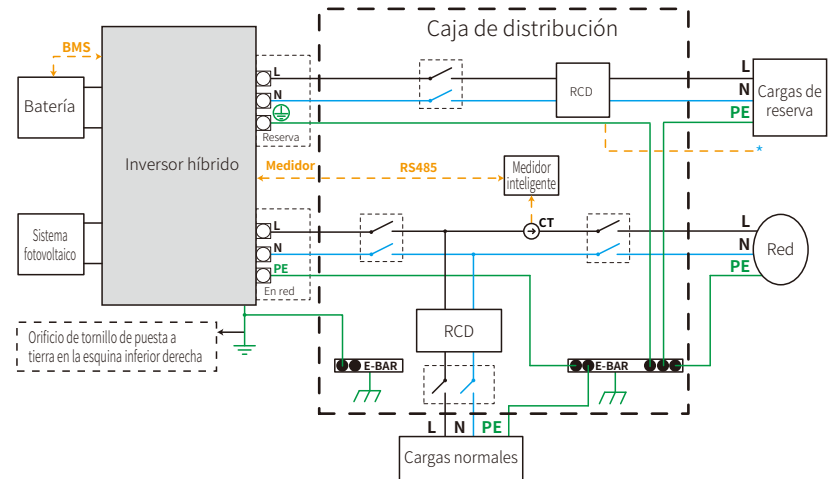 Caja de distribución
BMS
Batería
Inversor híbrido
L
N
Reserva
RCD
L
N
PE
Cargas de
reserva
*
Medidor
RS485
Medidor
inteligente
CT
Sistema
fotovoltaico
L
N
PE
En red
L
N
PE
Red
RCD
Orificio de tornillo de puesta a
tierra en la esquina inferior derecha
E-BAR
E-BAR
L N PE
Cargas normales